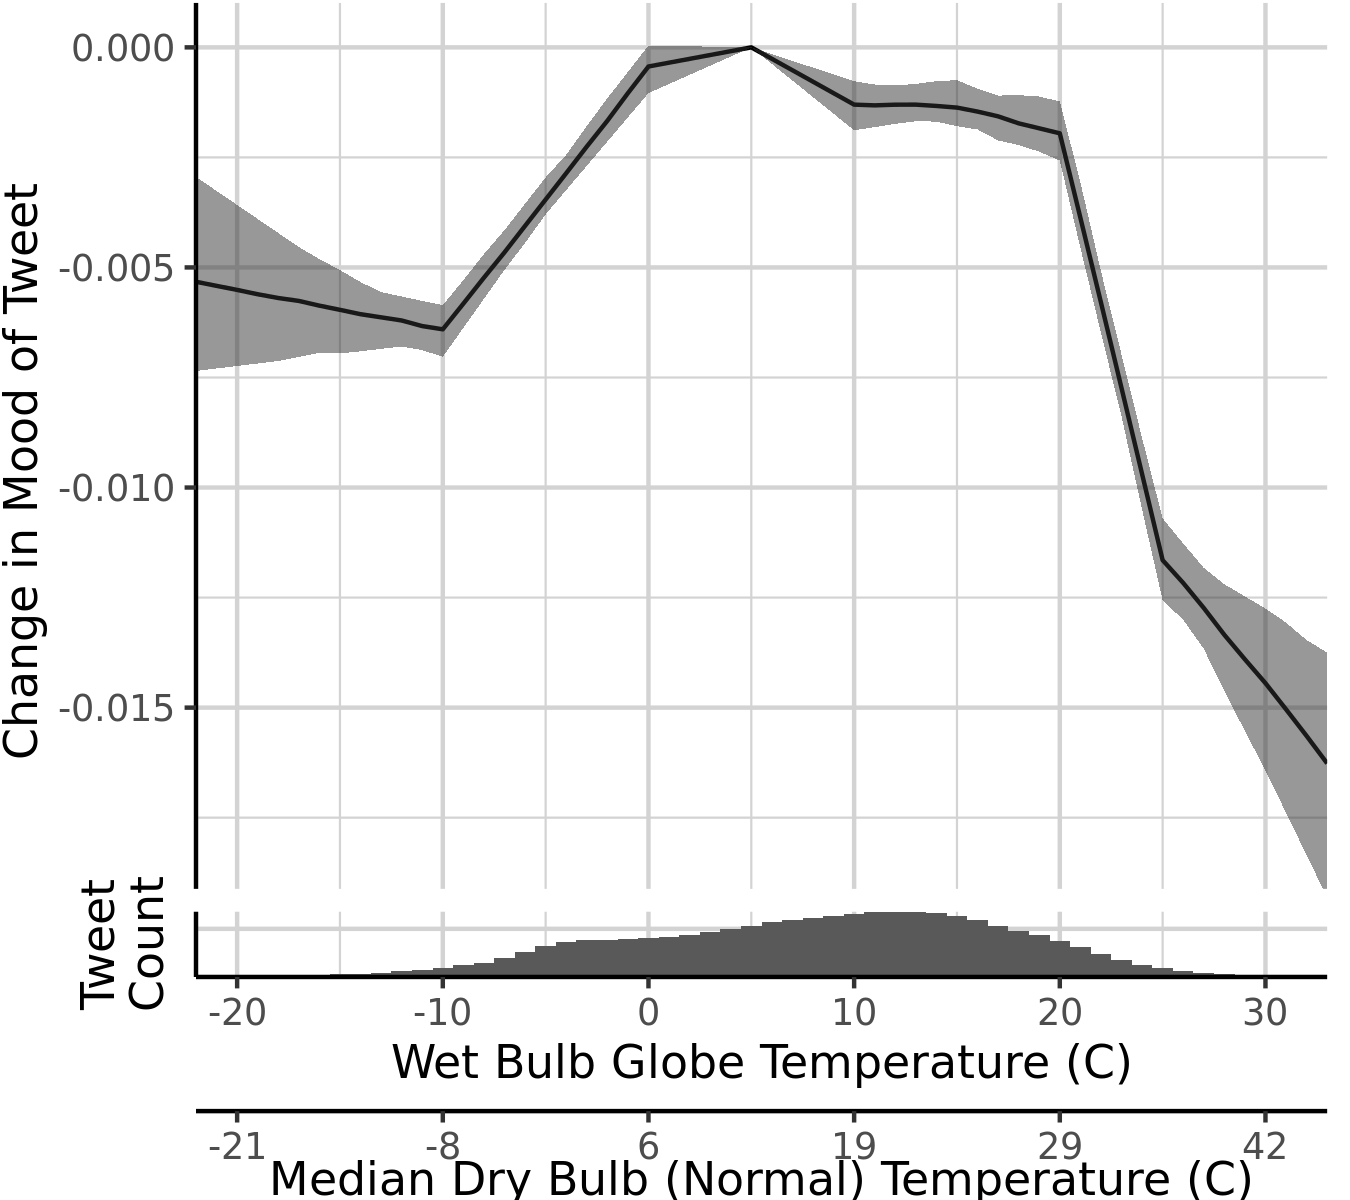 Change in Mood of Tweet
0.000
-0.005
-0.010
-0.015
Tweet
Count
-20 -10 0 10 20 30
Wet Bulb Globe Temperature (C)
-21 -8 6 19 29 42
Median Dry Bulb (Normal) Temperature (C)